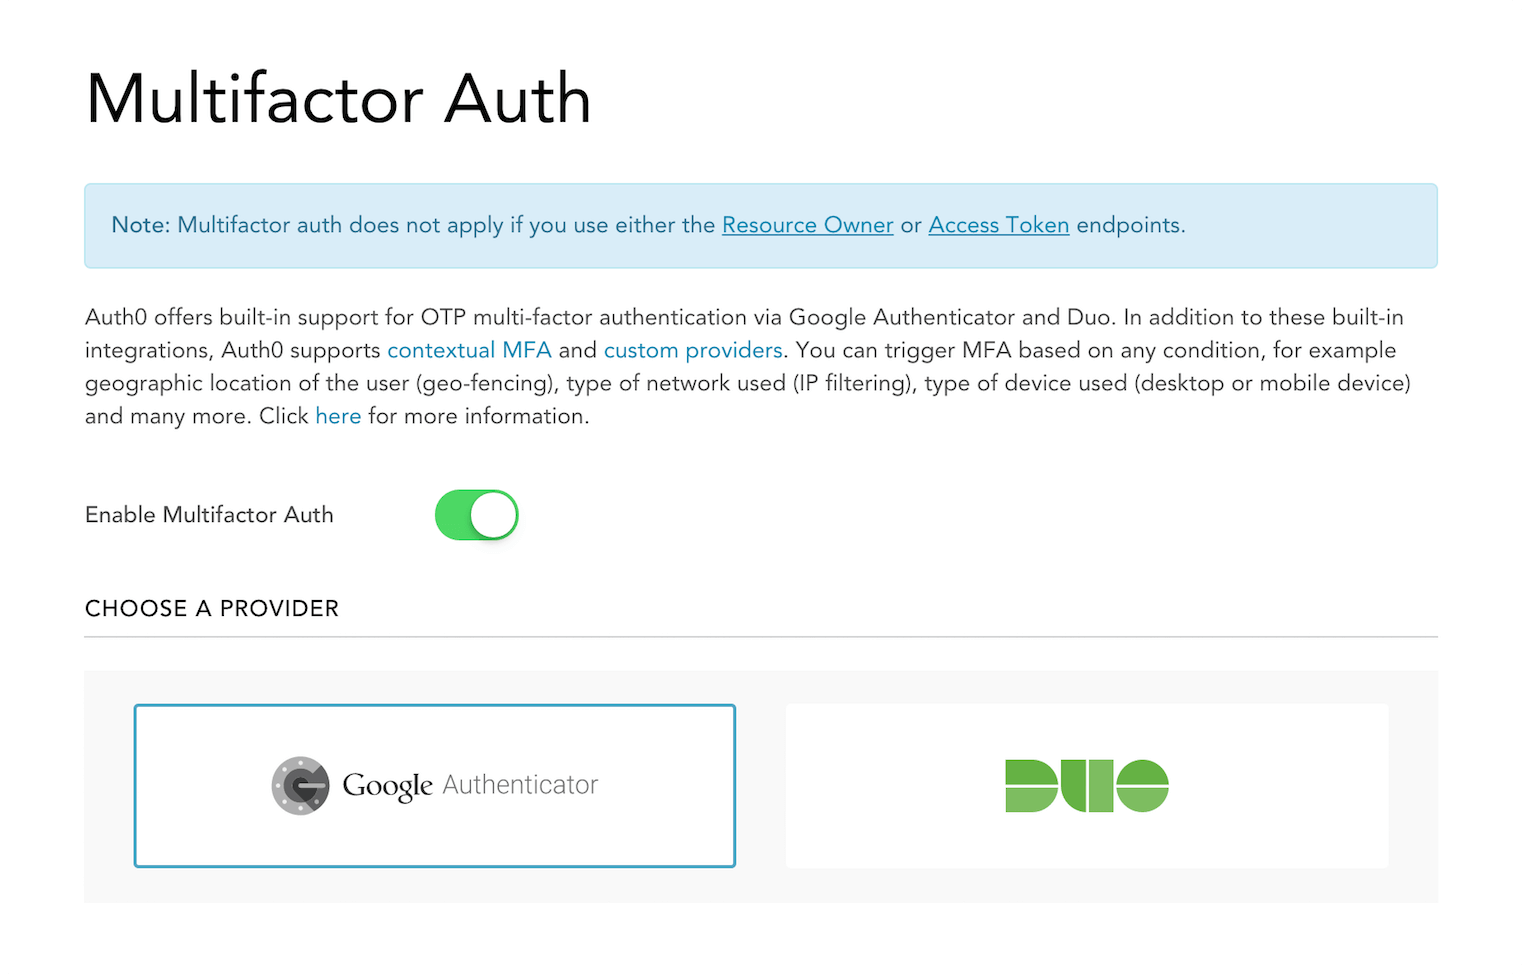 Multifactor Auth
Note: Multifactor auth does not apply if you use either the Resource Owner or Access Token endpoints.
Auth0 offers built-in support for OTP multi-factor authentication via Google Authenticator and Duo. In addition to these built-in
integrations, Auth0 supports contextual MFA and custom providers. You can trigger MFA based on any condition, for example
geographic location of the user (geo-fencing), type of network used (IP filtering), type of device used (desktop or mobile device)
and many more. Click here for more information.
Enable Multifactor Auth
CHOOSE A PROVIDER
Google Authenticator
DUO